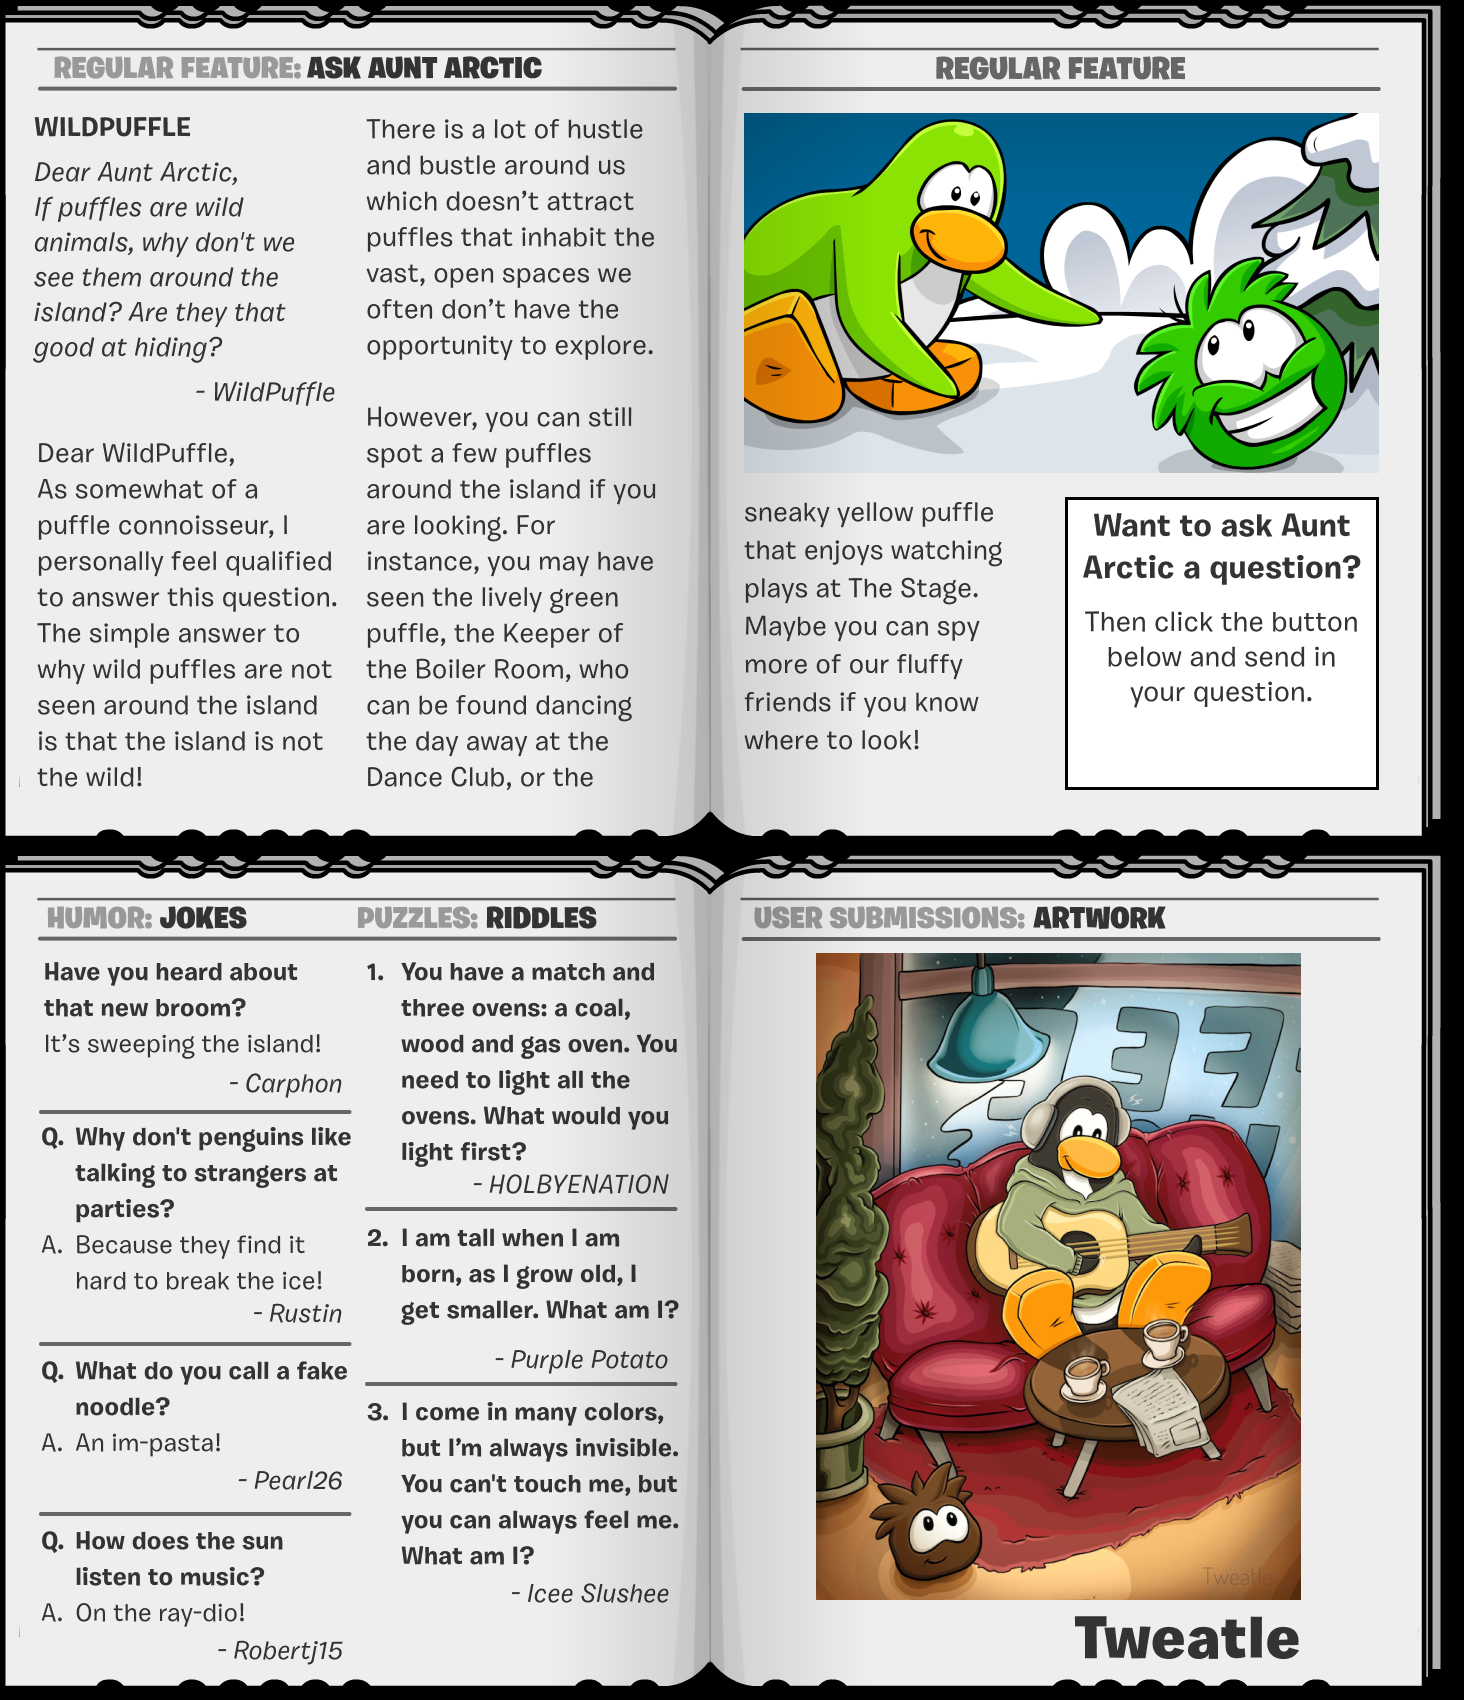 REGULAR FEATURE: ASK AUNT ARCTIC
WILDPUFFLE
Dear Aunt Arctic,
If puffles are wild
animals, why don't we
see them around the
island? Are they that
good at hiding?
- WildPuffle
Dear WildPuffle,
As somewhat of a
puffle connoisseur, I
personally feel qualified
to answer this question.
The simple answer to
why wild puffles are not
seen around the island
is that the island is not
the wild!
There is a lot of hustle
and bustle around us
which doesn’t attract
puffles that inhabit the
vast, open spaces we
often don’t have the
opportunity to explore.
However, you can still
spot a few puffles
around the island if you
are looking. For
instance, you may have
seen the lively green
puffle, the Keeper of
the Boiler Room, who
can be found dancing
the day away at the
Dance Club, or the
REGULAR FEATURE
sneaky yellow puffle
that enjoys watching
plays at The Stage.
Maybe you can spy
more of our fluffy
friends if you know
where to look!
Want to ask Aunt
Arctic a question?
Then click the button
below and send in
your question.
HUMOR: JOKES
Have you heard about
that new broom?
It’s sweeping the island!
- Carphon
Q. Why don't penguins like
talking to strangers at
parties?
A. Because they find it
hard to break the ice!
- Rustin
Q. What do you call a fake
noodle?
A. An im-pasta!
- Pearl26
Q. How does the sun
listen to music?
A. On the ray-dio!
- Robertj15
PUZZLES: RIDDLES
1. You have a match and
three ovens: a coal,
wood and gas oven. You
need to light all the
ovens. What would you
light first?
- HOLBYENATION
2. I am tall when I am
born, as I grow old, I
get smaller. What am I?
- Purple Potato
3. I come in many colors,
but I’m always invisible.
You can't touch me, but
you can always feel me.
What am I?
- Icee Slushee
USER SUBMISSIONS: ARTWORK
Tweatle
Tweatle